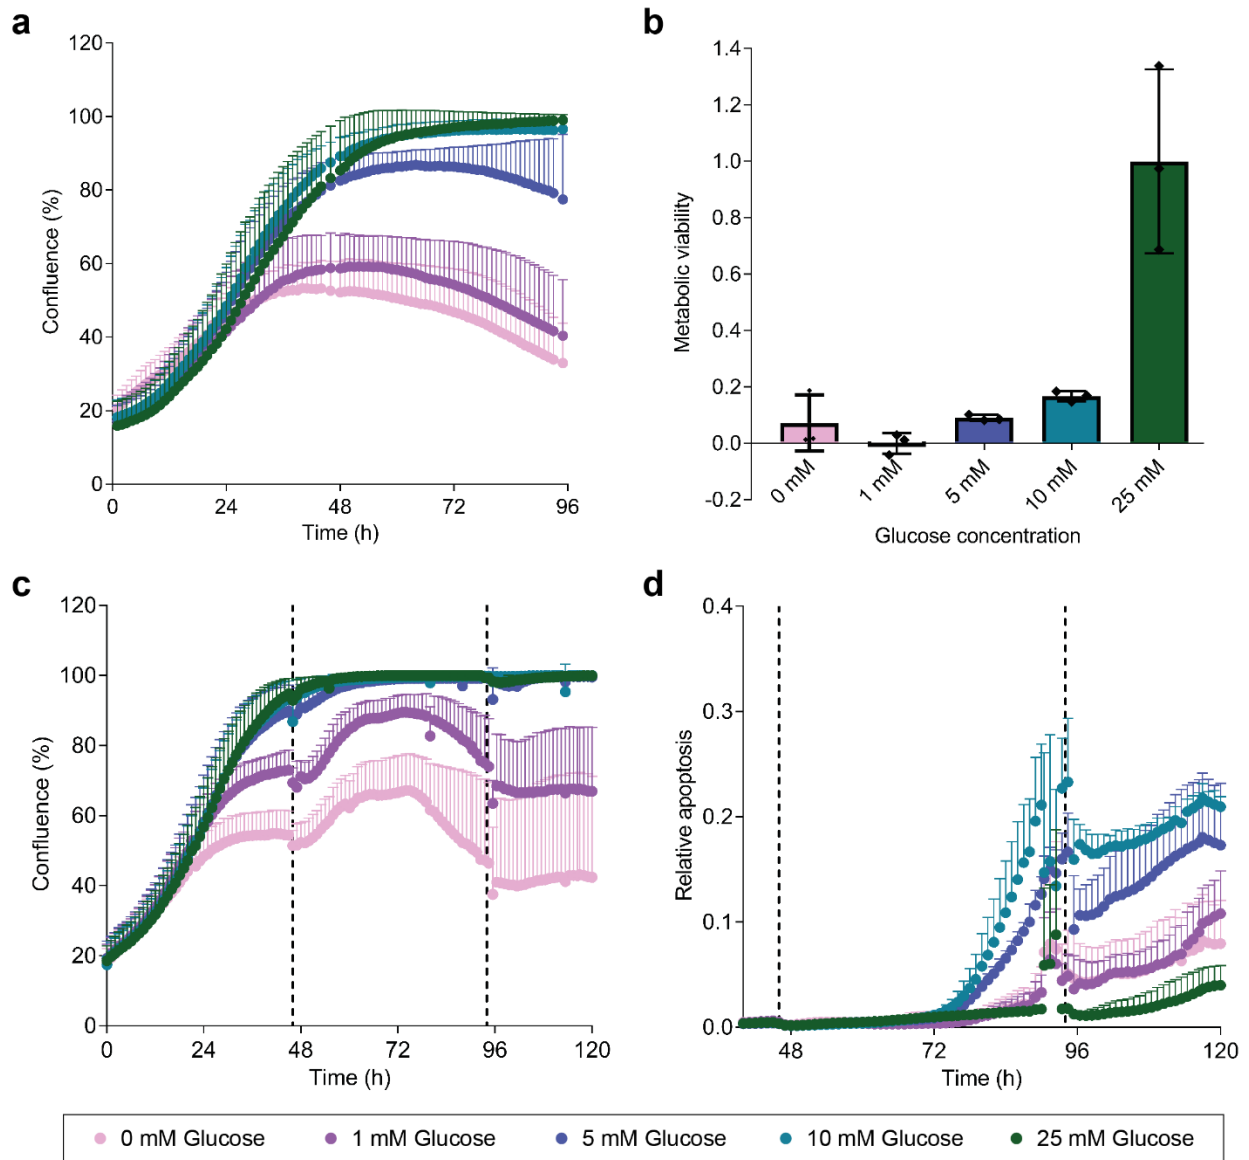 a
120
100
80
60
40
20
0
Confluence (%)
0 24 48 72 96
Time (h)
b
1.4
1.2
1.0
0.8
0.6
0.4
0.2
0.0
-0.2
Metabolic viability
0 mM 1 mM 5 mM 10 mM 25 mM
Glucose concentration
c
120
100
80
60
40
20
0
Confluence (%)
0 24 48 72 96 120
Time (h)
d
0.4
0.3
0.2
0.1
0.0
Relative apoptosis
48 72 96 120
Time (h)
0 mM Glucose 1 mM Glucose 5 mM Glucose 10 mM Glucose 25 mM Glucose